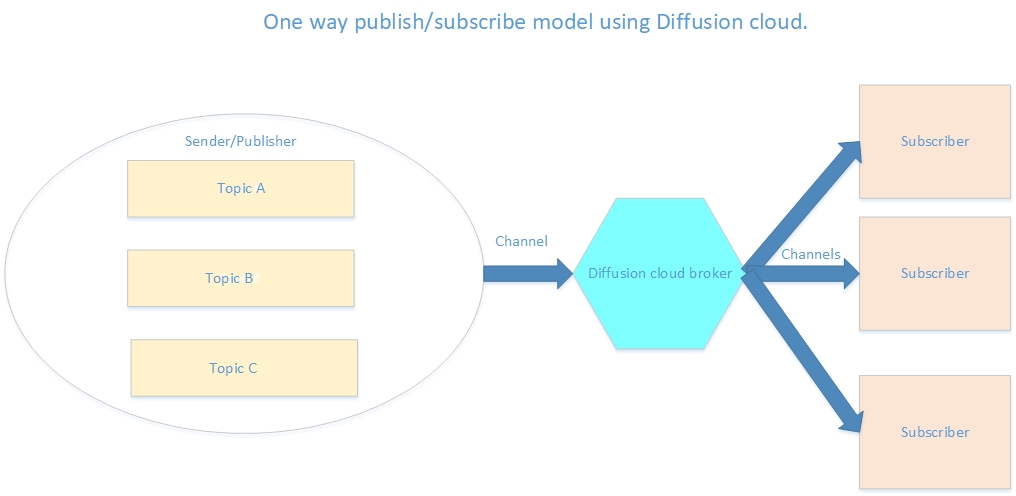 One way publish/subscribe model using Diffusion cloud.
Sender/Publisher
Topic A
Topic B
Topic C
Channel
Diffusion cloud broker
Channels
Subscriber
Subscriber
Subscriber